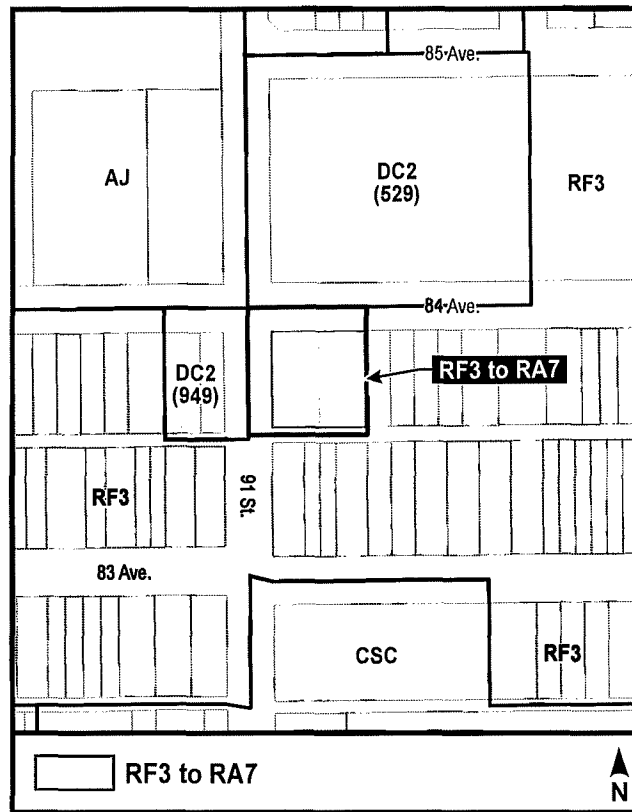 85 Ave.
AJ
DC2
(529)
RF3
84 Ave.
DC2
(949)
RF3 to RA7
RF3
91 St.
83 Ave.
CSC
RF3
RF3 to RA7
N